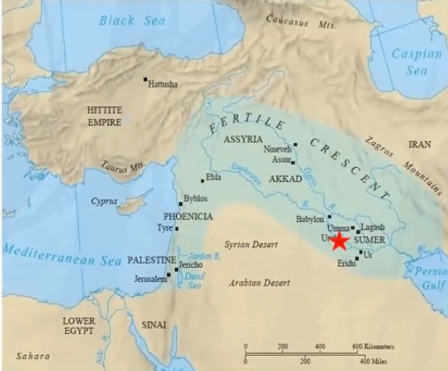 Black Sea
Caucasus Mts.
Caspian
Sea
Hattusha
HITTITE
EMPIRE
FERTILE CRESCENT
ASSYRIA
Nineveh
Assur
Tigris R.
Zagros Mountains
IRAN
Taurus Mts.
Ebla
Euphrates R.
AKKAD
Cyprus
Byblos
PHOENICIA
Tyre
Babylon
Umma
Lagash
SUMER
Ur
Eridu
Syrian Desert
Mediterranean Sea
PALESTINE
Jordan R.
Jericho
Jerusalem
Dead
Sea
Arabian Desert
Persian
Gulf
LOWER
EGYPT
SINAI
Sahara
0 200 400 600 Kilometers
0 200 400 Miles